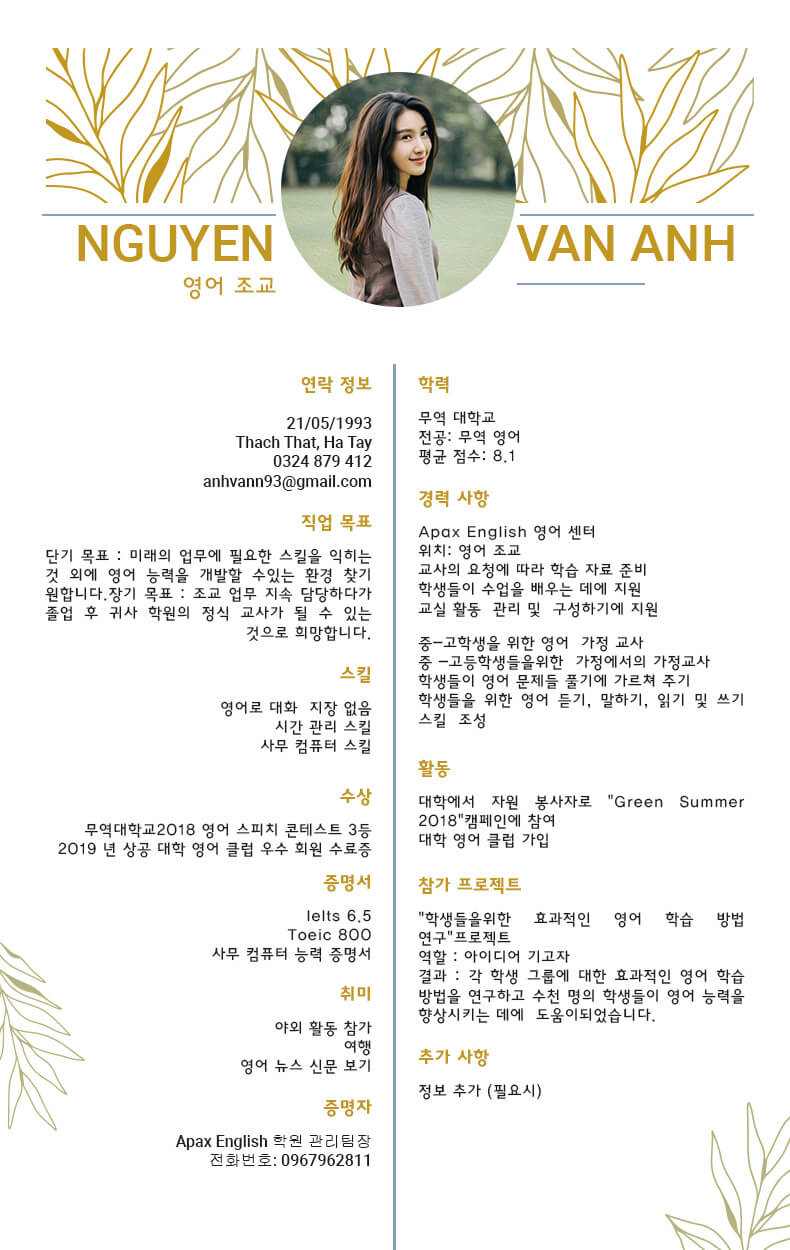 NGUYEN VAN ANH
영어 조교
연락 정보
21/05/1993
Thach That, Ha Tay
0324 879 412
anhvann93@gmail.com
직업 목표
단기 목표 : 미래의 업무에 필요한 스킬을 익히는
것 외에 영어 능력을 개발할 수있는 환경 찾기
원합니다.장기 목표 : 조교 업무 지속 담당하다가
졸업 후 귀사 학원의 정식 교사가 될 수 있는
것으로 희망합니다.
스킬
영어로 대화 지장 없음
시간 관리 스킬
사무 컴퓨터 스킬
수상
무역대학교2018 영어 스피치 콘테스트 3등
2019 년 상공 대학 영어 클럽 우수 회원 수료증
증명서
Ielts 6.5
Toeic 800
사무 컴퓨터 능력 증명서
취미
야외 활동 참가
여행
영어 뉴스 신문 보기
증명자
Apax English 학원 관리팀장
전화번호: 0967962811
학력
무역 대학교
전공: 무역 영어
평균 점수: 8.1
경력 사항
Apax English 영어 센터
위치: 영어 조교
교사의 요청에 따라 학습 자료 준비
학생들이 수업을 배우는 데에 지원
교실 활동 관리 및 구성하기에 지원
중–고학생을 위한 영어 가정 교사
중 –고등학생들을위한 가정에서의 가정교사
학생들이 영어 문제들 풀기에 가르쳐 주기
학생들을 위한 영어 듣기, 말하기, 읽기 및 쓰기
스킬 조성
활동
대학에서 자원 봉사자로 "Green Summer
2018"캠페인에 참여
대학 영어 클럽 가입
참가 프로젝트
"학생들을위한 효과적인 영어 학습 방법
연구"프로젝트
역할 : 아이디어 기고자
결과 : 각 학생 그룹에 대한 효과적인 영어 학습
방법을 연구하고 수천 명의 학생들이 영어 능력을
향상시키는 데에 도움이되었습니다.
추가 사항
정보 추가 (필요시)